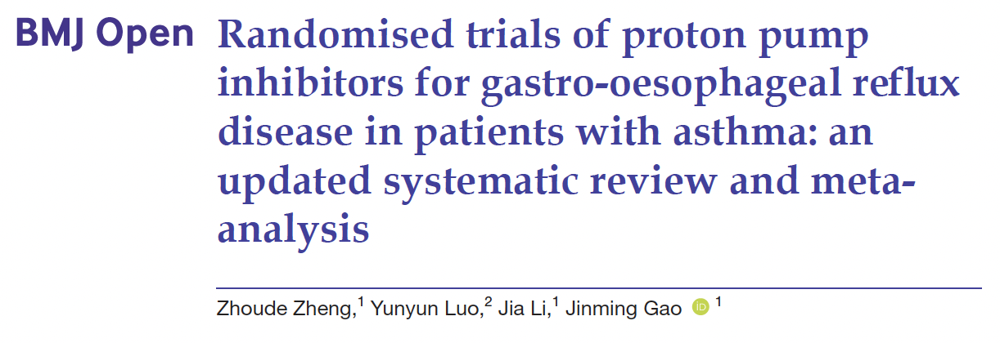 BMJ Open
Randomised trials of proton pump
inhibitors for gastro-oesophageal reflux
disease in patients with asthma: an
updated systematic review and meta-
analysis
Zhoude Zheng,¹ Yunyun Luo,² Jia Li,¹ Jinming Gao iD ¹